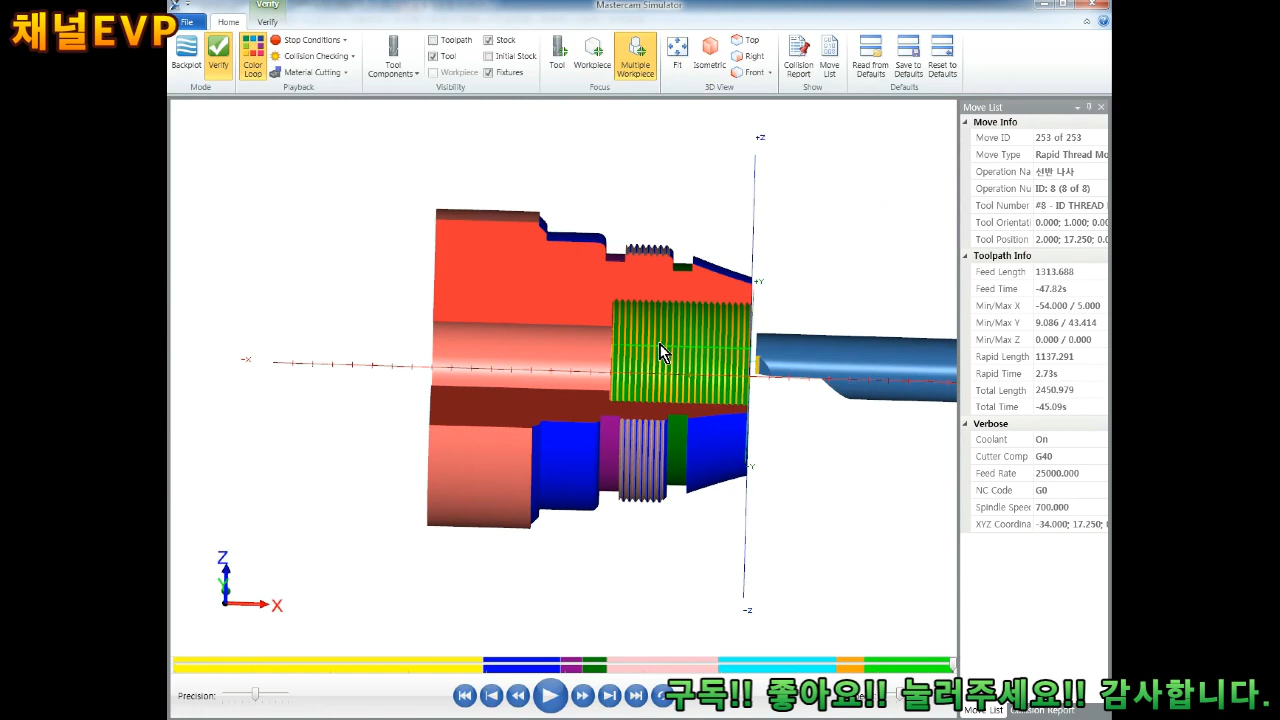 채널EVP
Verify
Mastercam Simulator
File
Home
Verify
Backplot
Verify
Mode
Color Loop
Stop Conditions
Collision Checking
Material Cutting
Playback
Tool Components
Toolpath
Tool
Workpiece
Stock
Initial Stock
Fixtures
Visibility
Tool
Workpiece
Multiple Workpiece
Focus
Fit
Isometric
Top
Right
Front
3D View
Collision Report
Move List
Show
Read from Defaults
Save to Defaults
Reset to Defaults
Defaults
+Z
+Y
-X
-Y
-Z
Z
Y
X
Move List
Move Info
Move ID 253 of 253
Move Type Rapid Thread Mo
Operation Na 선반 나사
Operation Nu ID: 8 (8 of 8)
Tool Number #8 - ID THREAD
Tool Orientati 0.000; 1.000; 0.00
Tool Position 2.000; 17.250; 0.0
Toolpath Info
Feed Length 1313.688
Feed Time -47.82s
Min/Max X -54.000 / 5.000
Min/Max Y 9.086 / 43.414
Min/Max Z 0.000 / 0.000
Rapid Length 1137.291
Rapid Time 2.73s
Total Length 2450.979
Total Time -45.09s
Verbose
Coolant On
Cutter Comp G40
Feed Rate 25000.000
NC Code G0
Spindle Spee 700.000
XYZ Coordina -34.000; 17.250;
Precision:
구독!! 좋아요!! 눌러주세요!! 감사합니다.
Move List
Collision Report